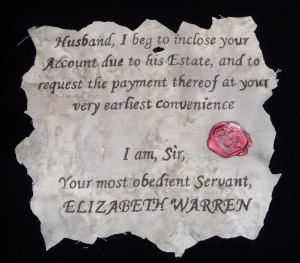 Husband, I beg to inclose your
Account due to his Estate, and to
request the payment thereof at your
very earliest convenience
I am, Sir,
Your most obedient Servant,
ELIZABETH WARREN